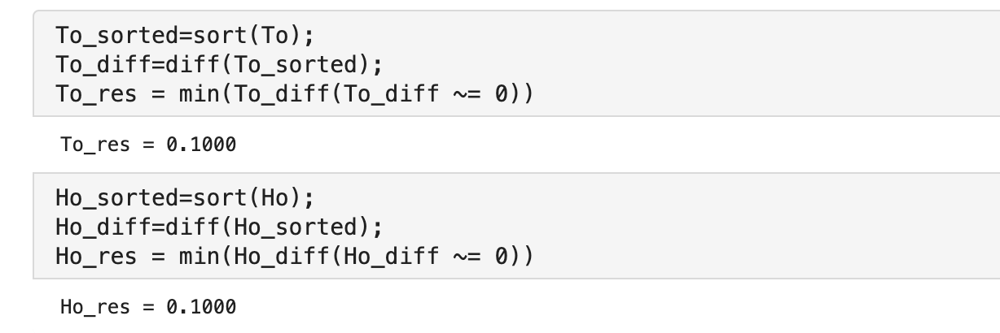 To_sorted=sort(To);
To_diff=diff(To_sorted);
To_res = min(To_diff(To_diff ~= 0))
To_res = 0.1000
Ho_sorted=sort(Ho);
Ho_diff=diff(Ho_sorted);
Ho_res = min(Ho_diff(Ho_diff ~= 0))
Ho_res = 0.1000